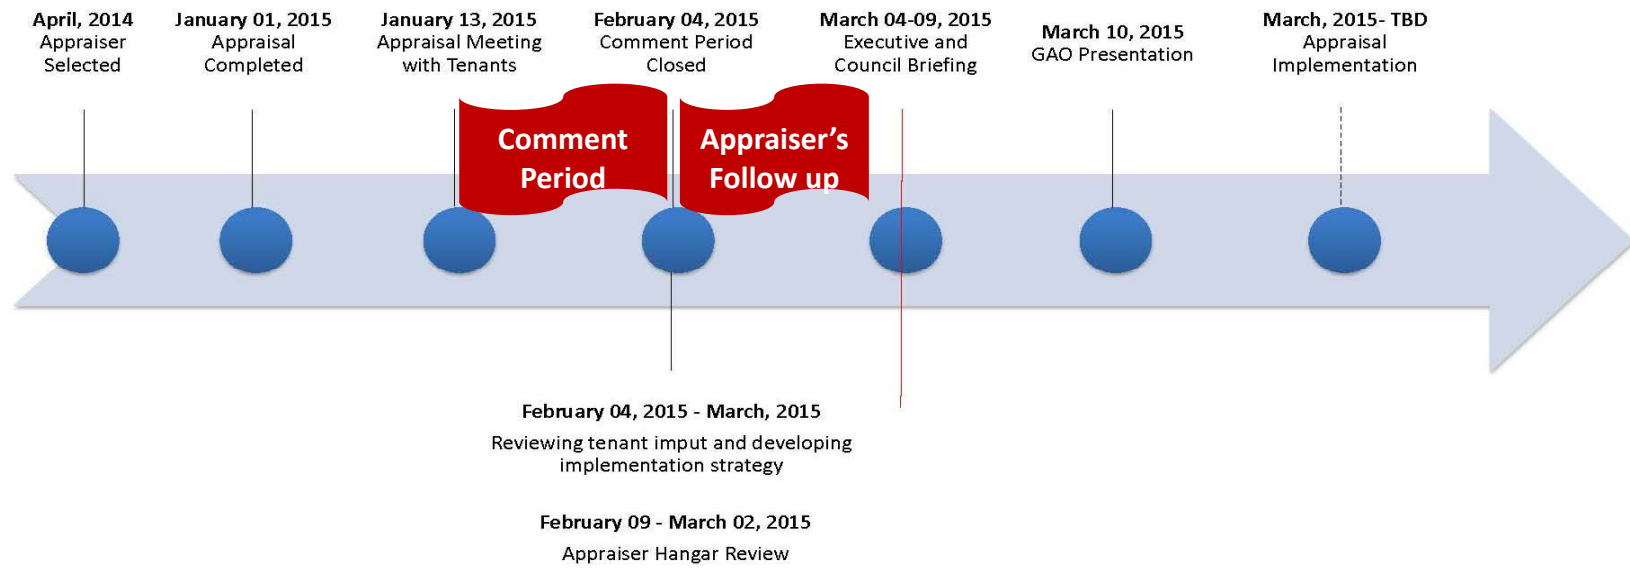 April, 2014
Appraiser
Selected
January 01, 2015
Appraisal
Completed
January 13, 2015
Appraisal Meeting
with Tenants
February 04, 2015
Comment Period
Closed
March 04-09, 2015
Executive and
Council Briefing
March 10, 2015
GAO Presentation
March, 2015- TBD
Appraisal
Implementation
Comment
Period
Appraiser’s
Follow up
February 04, 2015 - March, 2015
Reviewing tenant imput and developing
implementation strategy
February 09 - March 02, 2015
Appraiser Hangar Review